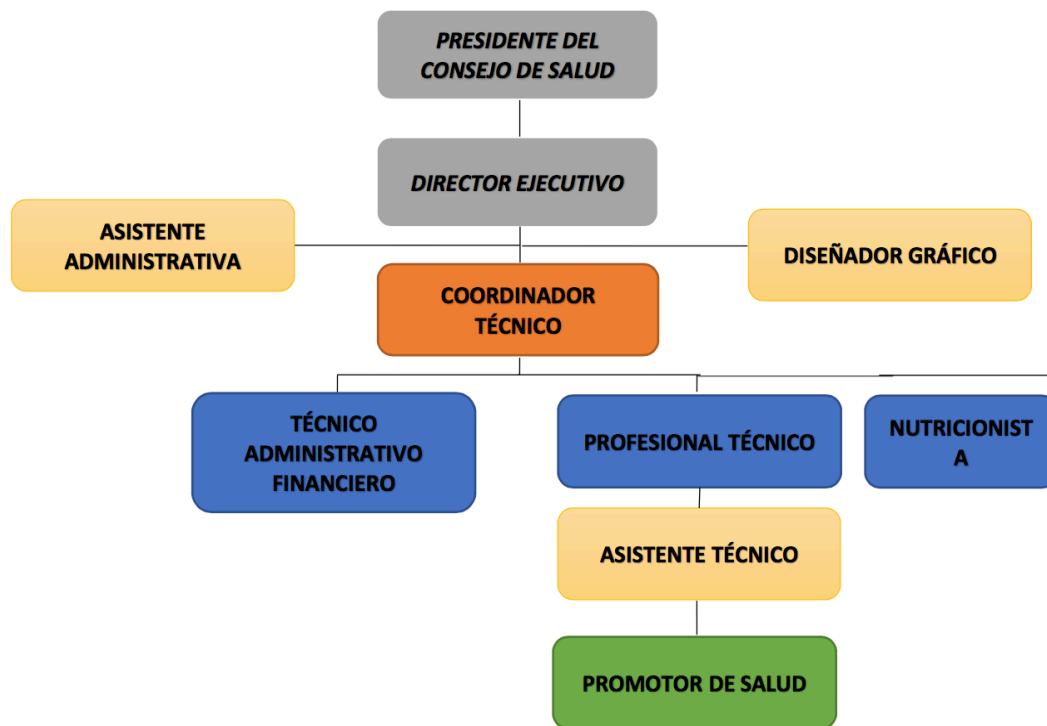 PRESIDENTE DEL
CONSEJO DE SALUD
DIRECTOR EJECUTIVO
ASISTENTE
ADMINISTRATIVA
DISEÑADOR GRÁFICO
COORDINADOR
TÉCNICO
TÉCNICO
ADMINISTRATIVO
FINANCIERO
PROFESIONAL TÉCNICO
NUTRICIONIST
A
ASISTENTE TÉCNICO
PROMOTOR DE SALUD